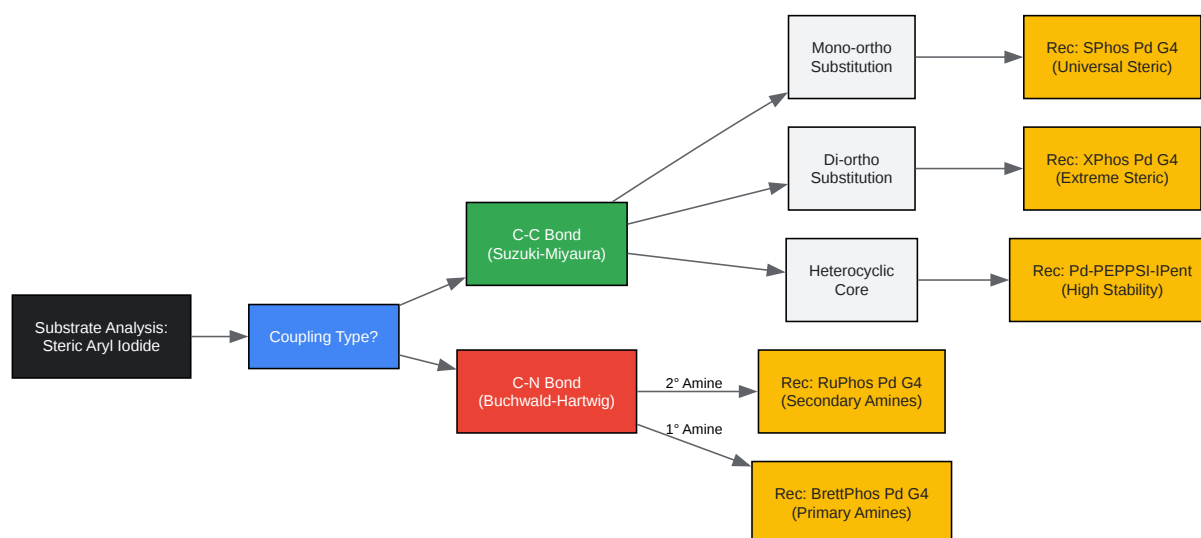 Substrate Analysis:
Steric Aryl Iodide
Coupling Type?
C-C Bond
(Suzuki-Miyaura)
Mono-ortho
Substitution
Rec: SPhos Pd G4
(Universal Steric)
Di-ortho
Substitution
Rec: XPhos Pd G4
(Extreme Steric)
Heterocyclic
Core
Rec: Pd-PEPPSI-IPent
(High Stability)
C-N Bond
(Buchwald-Hartwig)
2° Amine
Rec: RuPhos Pd G4
(Secondary Amines)
1° Amine
Rec: BrettPhos Pd G4
(Primary Amines)